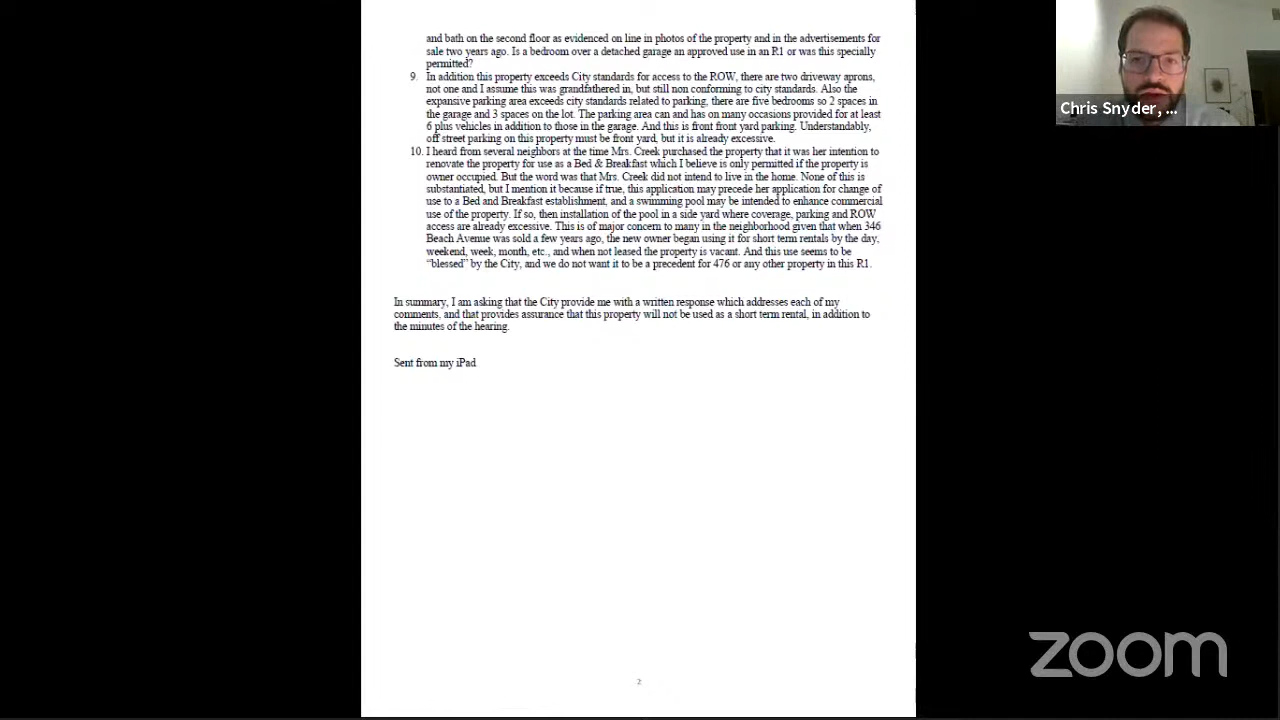 and bath on the second floor as evidenced on line in photos of the property and in the advertisements for
sale two years ago. Is a bedroom over a detached garage an approved use in an R1 or was this specially
permitted?
9. In addition this property exceeds City standards for access to the ROW, there are two driveway aprons,
not one and I assume this was grandfathered in, but still non conforming to city standards. Also the
expansive parking area exceeds city standards related to parking, there are five bedrooms so 2 spaces in
the garage and 3 spaces on the lot. The parking area can and has on many occasions provided for at least
6 plus vehicles in addition to those in the garage. And this is front front yard parking. Understandably,
off street parking on this property must be front yard, but it is already excessive.
10. I heard from several neighbors at the time Mrs. Creek purchased the property that it was her intention to
renovate the property for use as a Bed & Breakfast which I believe is only permitted if the property is
owner occupied. But the word was that Mrs. Creek did not intend to live in the home. None of this is
substantiated, but I mention it because if true, this application may precede her application for change of
use to a Bed and Breakfast establishment, and a swimming pool may be intended to enhance commercial
use of the property. If so, then installation of the pool in a side yard where coverage, parking and ROW
access are already excessive. This is of major concern to many in the neighborhood given that when 346
Beach Avenue was sold a few years ago, the new owner began using it for short term rentals by the day,
weekend, week, month, etc., and when not leased the property is vacant. And this use seems to be
“blessed” by the City, and we do not want it to be a precedent for 476 or any other property in this R1.
In summary, I am asking that the City provide me with a written response which addresses each of my
comments, and that provides assurance that this property will not be used as a short term rental, in addition to
the minutes of the hearing.
Sent from my iPad
2
Chris Snyder, ...
zoom